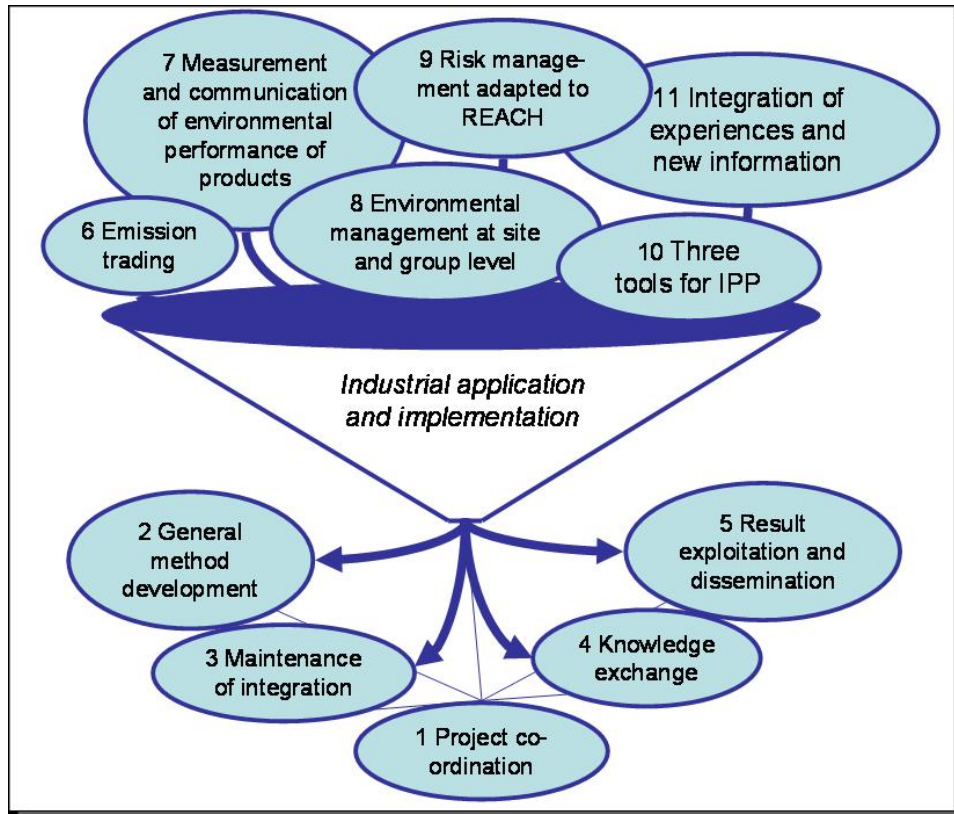 7 Measurement
and communication
of environmental
performance of
products
9 Risk manage-
ment adapted to
REACH
11 Integration of
experiences and
new information
6 Emission
trading
8 Environmental
management at site
and group level
10 Three
tools for IPP
Industrial application
and implementation
2 General
method
development
5 Result
exploitation and
dissemination
3 Maintenance
of integration
4 Knowledge
exchange
1 Project co-
ordination